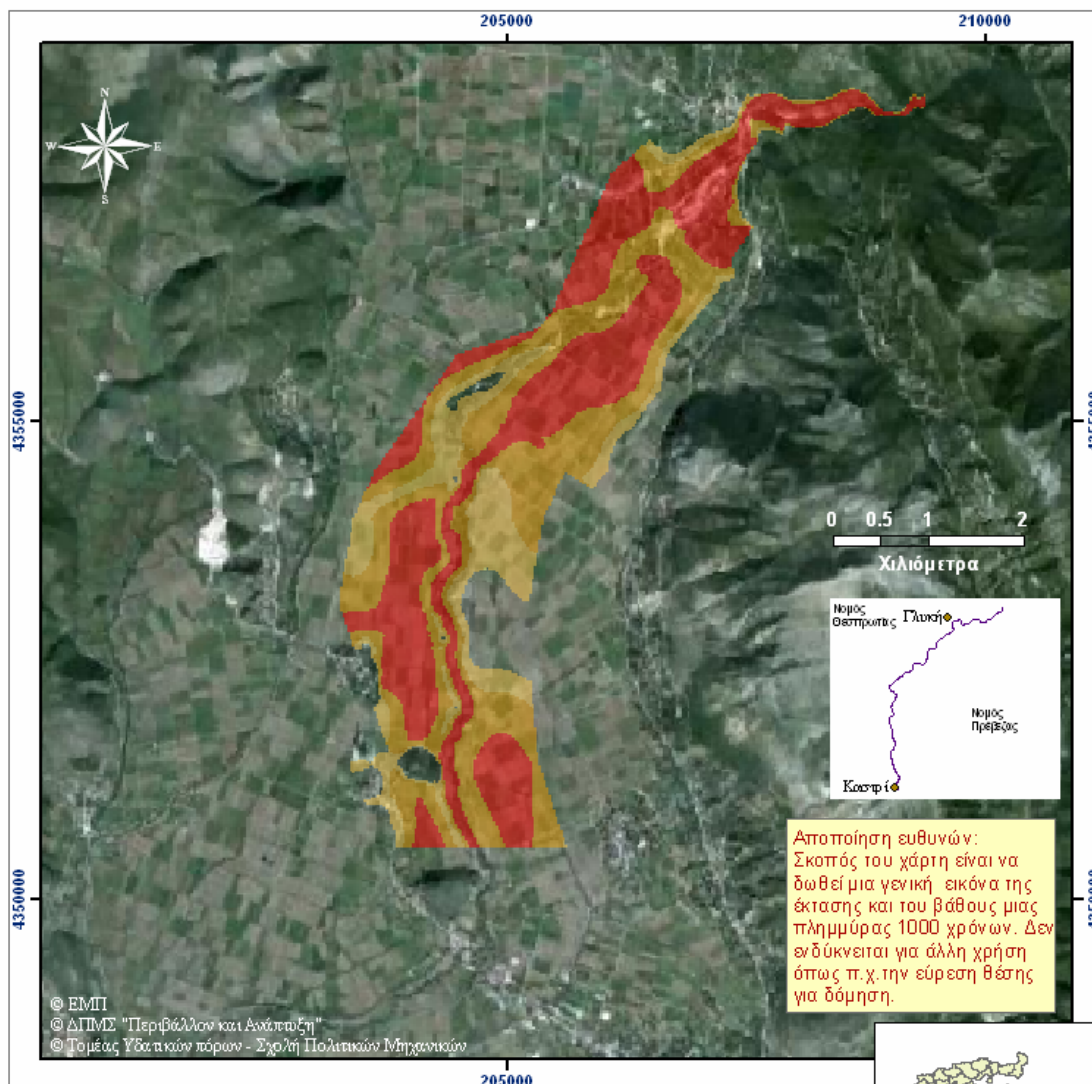 205000
210000
N
W
E
S
4355000
4355000
0 0.5 1 2
Χιλιόμετρα
Νομός
Θεσπρωτίας
Γλυκή
Νομός
Πρέβεζας
Καστρί
Αποποίηση ευθυνών:
Σκοπός του χάρτη είναι να
δωθεί μια γενική εικόνα της
έκτασης και του βάθους μιας
πλημμύρας 1000 χρόνων. Δεν
ενδύκνειται για άλλη χρήση
όπως π.χ.την εύρεση θέσης
για δόμηση.
4350000
4350000
© ΕΜΠ
© ΔΠΜΣ "Περιβάλλον και Ανάπτυξη"
© Τομέας Υδατικών πόρων - Σχολή Πολιτικών Μηχανικών
205000